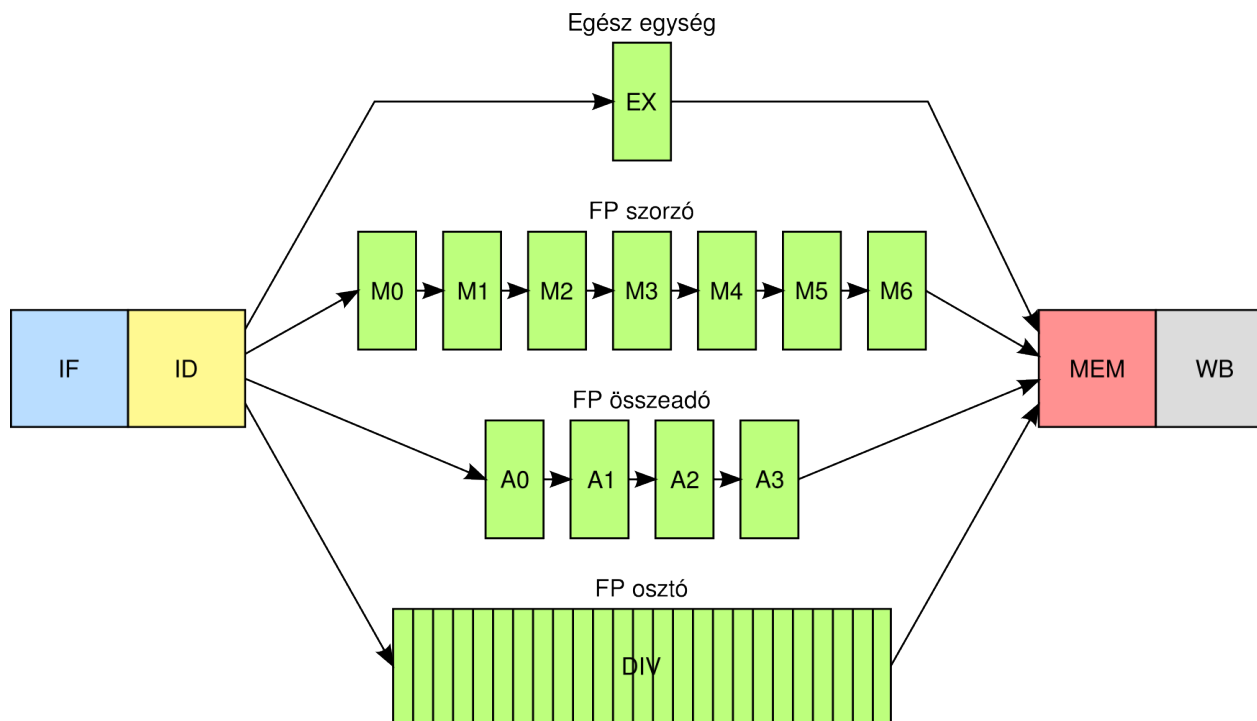 Egész egység
EX
FP szorzó
M0 M1 M2 M3 M4 M5 M6
IF ID MEM WB
FP összeadó
A0 A1 A2 A3
FP osztó
DIV